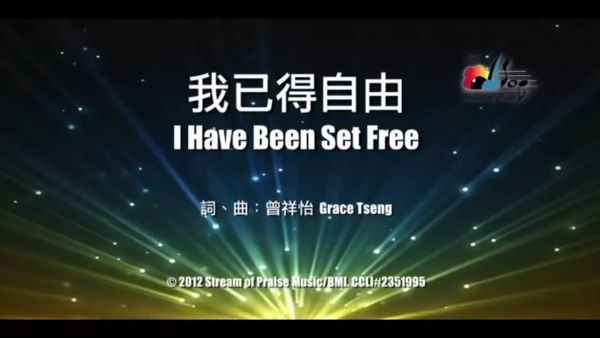 我已得自由
I Have Been Set Free
詞、曲：曾祥怡 Grace Tseng
© 2012 Stream of Praise Music/BMI. CCLI#2351995